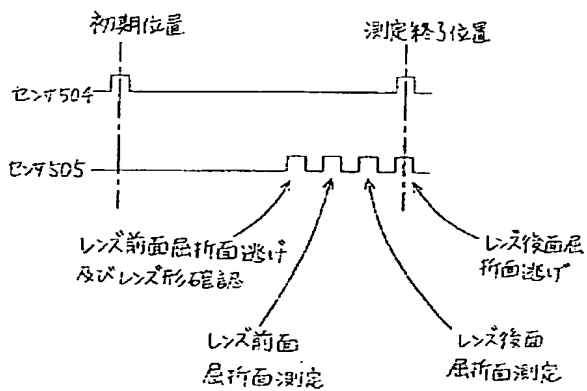 初期位置
測定終了位置
センサ504
センサ505
レンズ前面屈折面逃げ
及びレンズ形確認
レンズ後面屈
折面逃げ
レンズ前面
屈折面測定
レンズ後面
屈折面測定